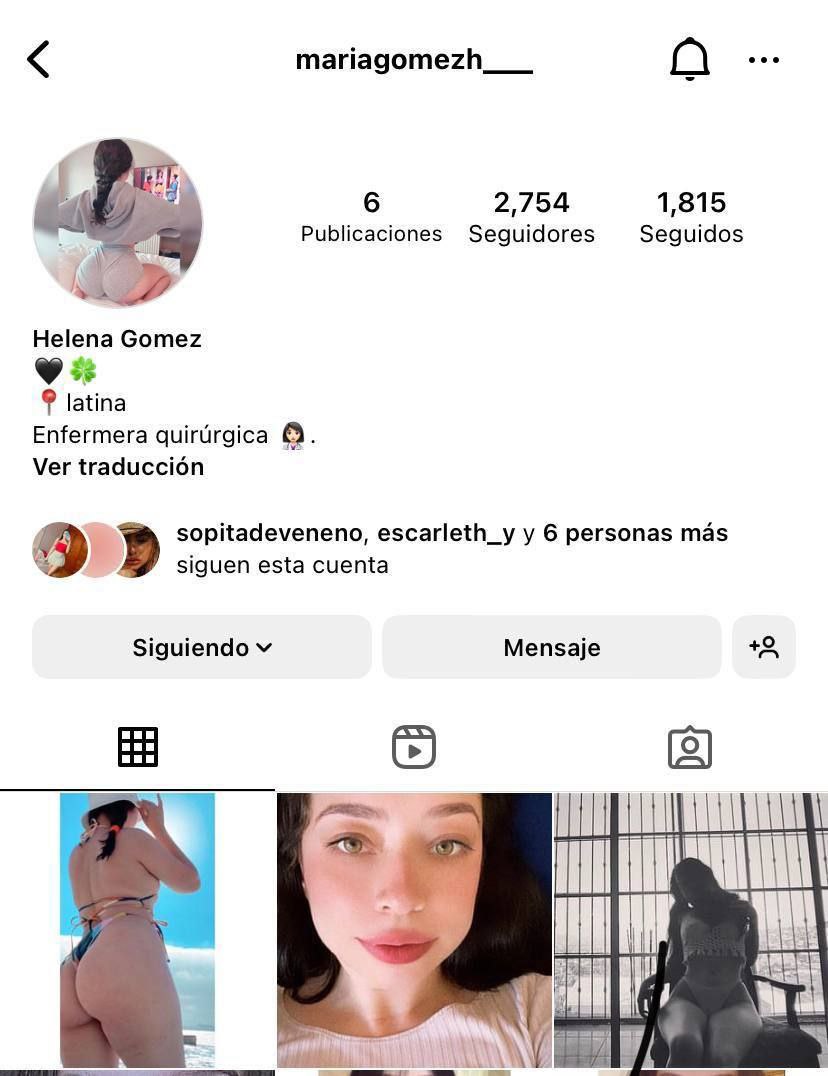 mariagomezh___
6 2,754 1,815
Publicaciones Seguidores Seguidos
Helena Gomez
🖤🍀
📍latina
Enfermera quirúrgica 👩🏻‍⚕️.
Ver traducción
sopitadeveneno, escarleth_y y 6 personas más
siguen esta cuenta
Siguiendo Mensaje